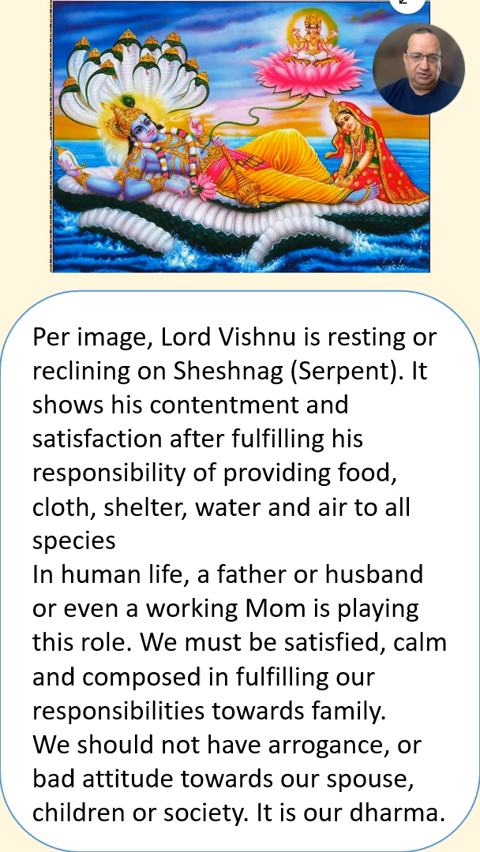 Per image, Lord Vishnu is resting or
reclining on Sheshnag (Serpent). It
shows his contentment and
satisfaction after fulfilling his
responsibility of providing food,
cloth, shelter, water and air to all
species
In human life, a father or husband
or even a working Mom is playing
this role. We must be satisfied, calm
and composed in fulfilling our
responsibilities towards family.
We should not have arrogance, or
bad attitude towards our spouse,
children or society. It is our dharma.